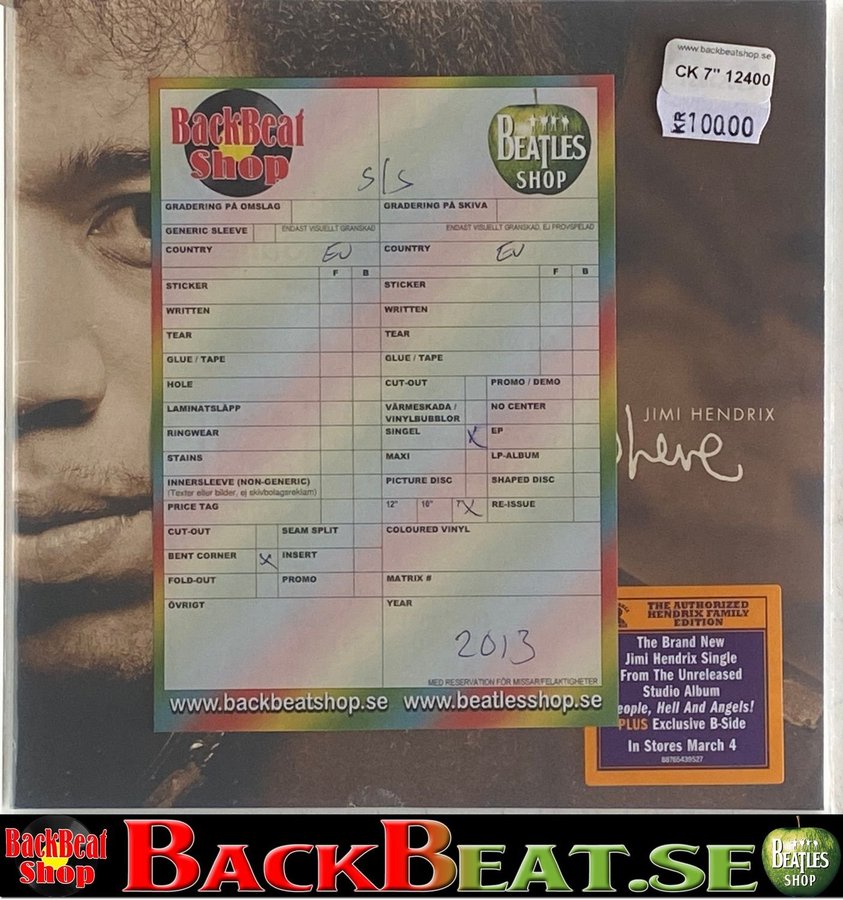 www.backbeatshop.se
CK 7" 12400
KR 100.00
BackBeat Shop
BEATLES SHOP
S/S
GRADERING PÅ OMSLAG
GRADERING PÅ SKIVA
GENERIC SLEEVE
ENDAST VISUELLT GRANSKAD
ENDAST VISUELLT GRANSKAD, EJ PROVSPELAD
COUNTRY EU
COUNTRY EU
F B
F B
STICKER
STICKER
WRITTEN
WRITTEN
TEAR
TEAR
GLUE / TAPE
GLUE / TAPE
HOLE
CUT-OUT
PROMO / DEMO
LAMINATSLÄPP
VÄRMESKADA / VINYLBUBBLOR
NO CENTER
RINGWEAR
SINGEL X
EP
STAINS
MAXI
LP-ALBUM
INNERSLEEVE (NON-GENERIC)
(Texter eller bilder, ej skivbolagsreklam)
PICTURE DISC
SHAPED DISC
PRICE TAG
12"
10"
7" X
RE-ISSUE
CUT-OUT
SEAM SPLIT
COLOURED VINYL
BENT CORNER X
INSERT
FOLD-OUT
PROMO
MATRIX #
ÖVRIGT
YEAR
2013
MED RESERVATION FÖR MISSAR/FELAKTIGHETER
www.backbeatshop.se www.beatlesshop.se
JIMI HENDRIX
where
THE AUTHORIZED
HENDRIX FAMILY
EDITION
The Brand New
Jimi Hendrix Single
From The Unreleased
Studio Album
eople, Hell And Angels!
PLUS Exclusive B-Side
In Stores March 4
88765439527
BackBeat Shop
BACKBEAT.SE
BEATLES SHOP